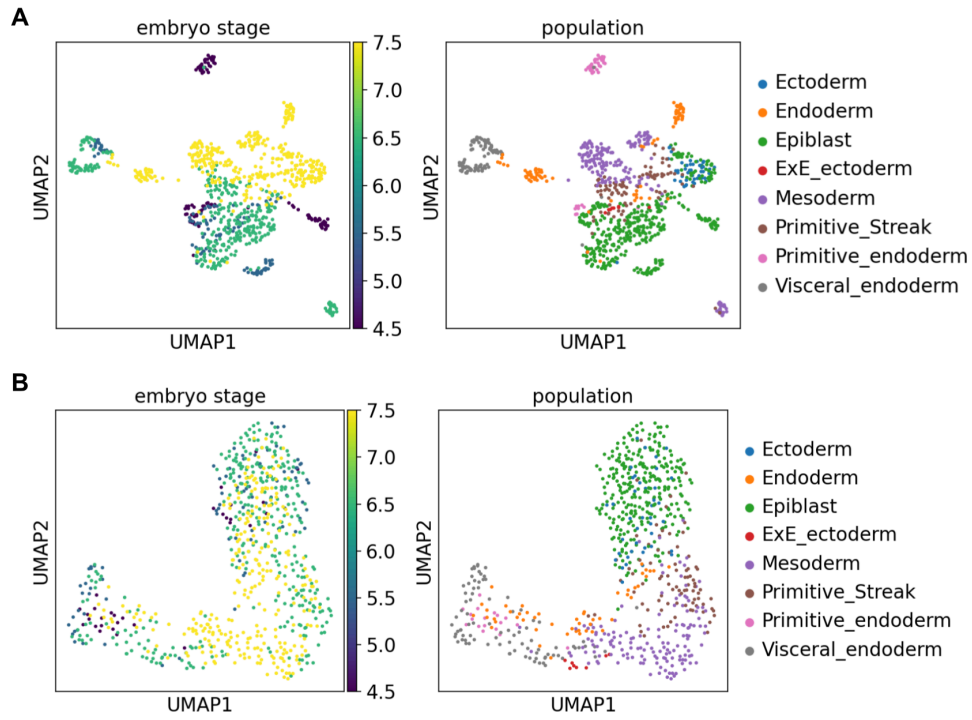 A
embryo stage
population
7.5
7.0
6.5
6.0
5.5
5.0
4.5
UMAP2
UMAP1
UMAP2
UMAP1
Ectoderm
Endoderm
Epiblast
ExE_ectoderm
Mesoderm
Primitive_Streak
Primitive_endoderm
Visceral_endoderm
B
embryo stage
population
7.5
7.0
6.5
6.0
5.5
5.0
4.5
UMAP2
UMAP1
UMAP2
UMAP1
Ectoderm
Endoderm
Epiblast
ExE_ectoderm
Mesoderm
Primitive_Streak
Primitive_endoderm
Visceral_endoderm